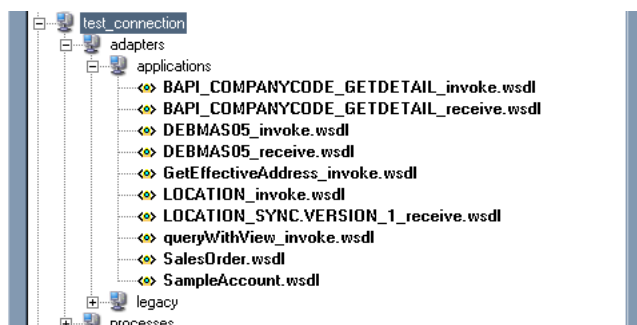 test_connection
adapters
applications
BAPI_COMPANYCODE_GETDETAIL_invoke.wsdl
BAPI_COMPANYCODE_GETDETAIL_receive.wsdl
DEBMAS05_invoke.wsdl
DEBMAS05_receive.wsdl
GetEffectiveAddress_invoke.wsdl
LOCATION_invoke.wsdl
LOCATION_SYNC.VERSION_1_receive.wsdl
queryWithView_invoke.wsdl
SalesOrder.wsdl
SampleAccount.wsdl
legacy
processes